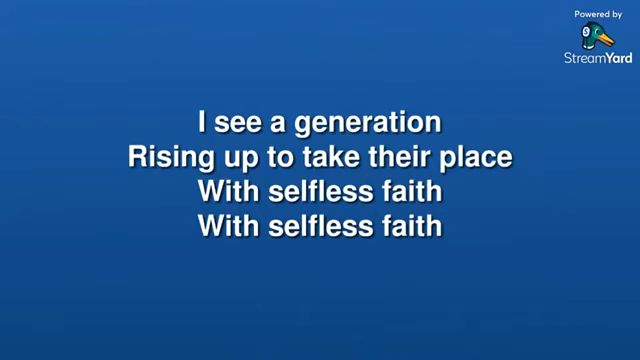 Powered by
StreamYard
I see a generation
Rising up to take their place
With selfless faith
With selfless faith